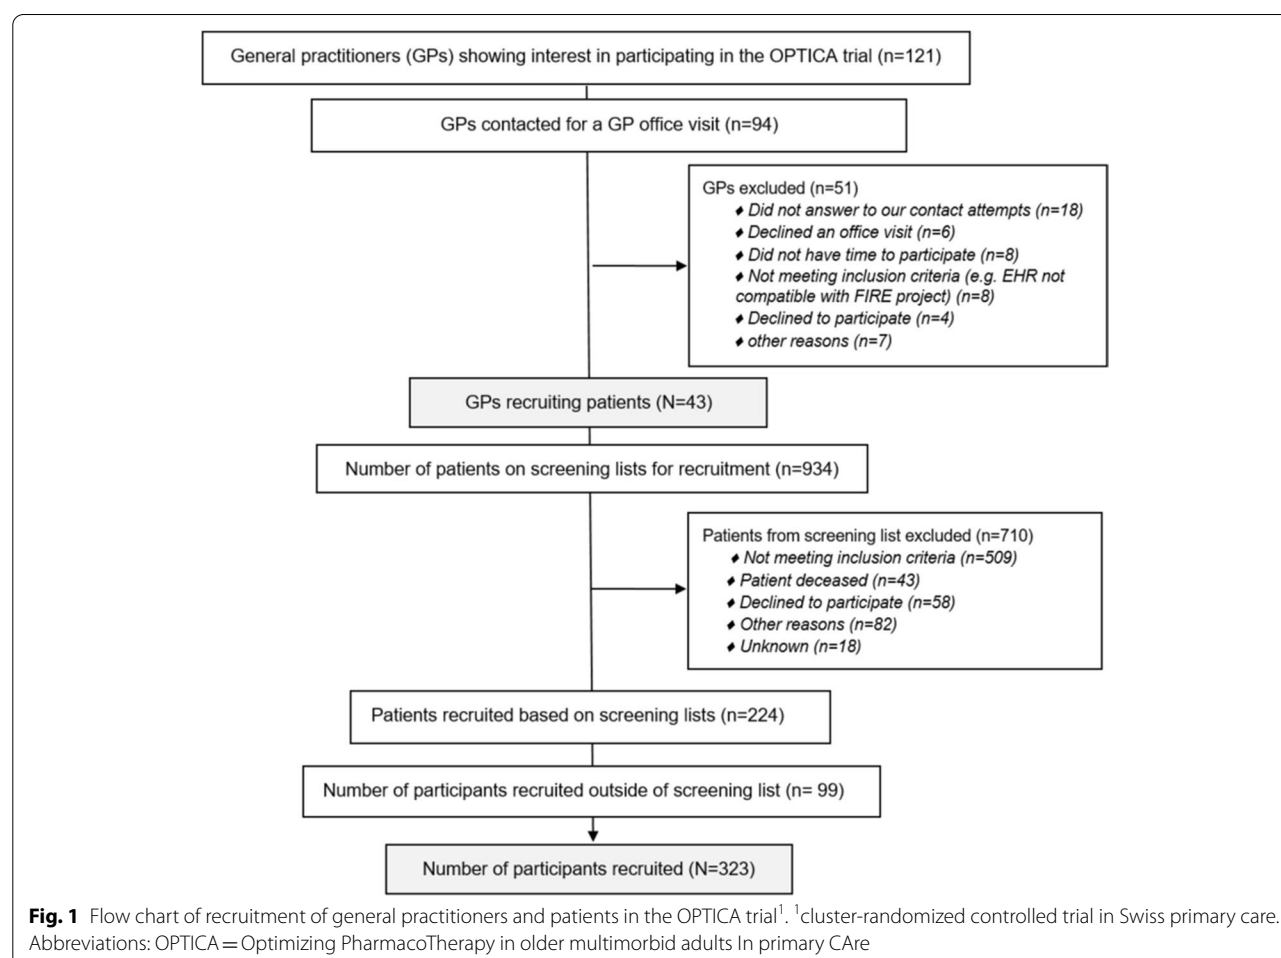 General practitioners (GPs) showing interest in participating in the OPTICA trial (n=121)
GPs contacted for a GP office visit (n=94)
GPs excluded (n=51)
♦ Did not answer to our contact attempts (n=18)
♦ Declined an office visit (n=6)
♦ Did not have time to participate (n=8)
♦ Not meeting inclusion criteria (e.g. EHR not
compatible with FIRE project) (n=8)
♦ Declined to participate (n=4)
♦ other reasons (n=7)
GPs recruiting patients (N=43)
Number of patients on screening lists for recruitment (n=934)
Patients from screening list excluded (n=710)
♦ Not meeting inclusion criteria (n=509)
♦ Patient deceased (n=43)
♦ Declined to participate (n=58)
♦ Other reasons (n=82)
♦ Unknown (n=18)
Patients recruited based on screening lists (n=224)
Number of participants recruited outside of screening list (n= 99)
Number of participants recruited (N=323)
Fig. 1 Flow chart of recruitment of general practitioners and patients in the OPTICA trial¹. ¹cluster-randomized controlled trial in Swiss primary care.
Abbreviations: OPTICA = Optimizing PharmacoTherapy in older multimorbid adults In primary CAre